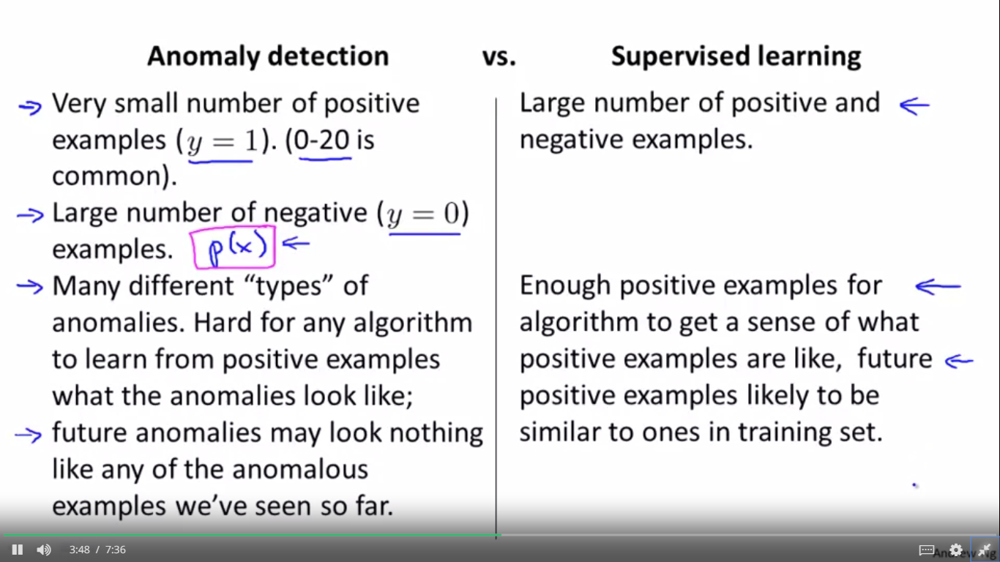 Anomaly detection vs. Supervised learning
Very small number of positive
examples (y = 1). (0-20 is
common).
Large number of negative (y = 0)
examples. p(x)
Many different “types” of
anomalies. Hard for any algorithm
to learn from positive examples
what the anomalies look like;
future anomalies may look nothing
like any of the anomalous
examples we’ve seen so far.
Large number of positive and
negative examples.
Enough positive examples for
algorithm to get a sense of what
positive examples are like, future
positive examples likely to be
similar to ones in training set.
3:48 / 7:36
Andrew Ng